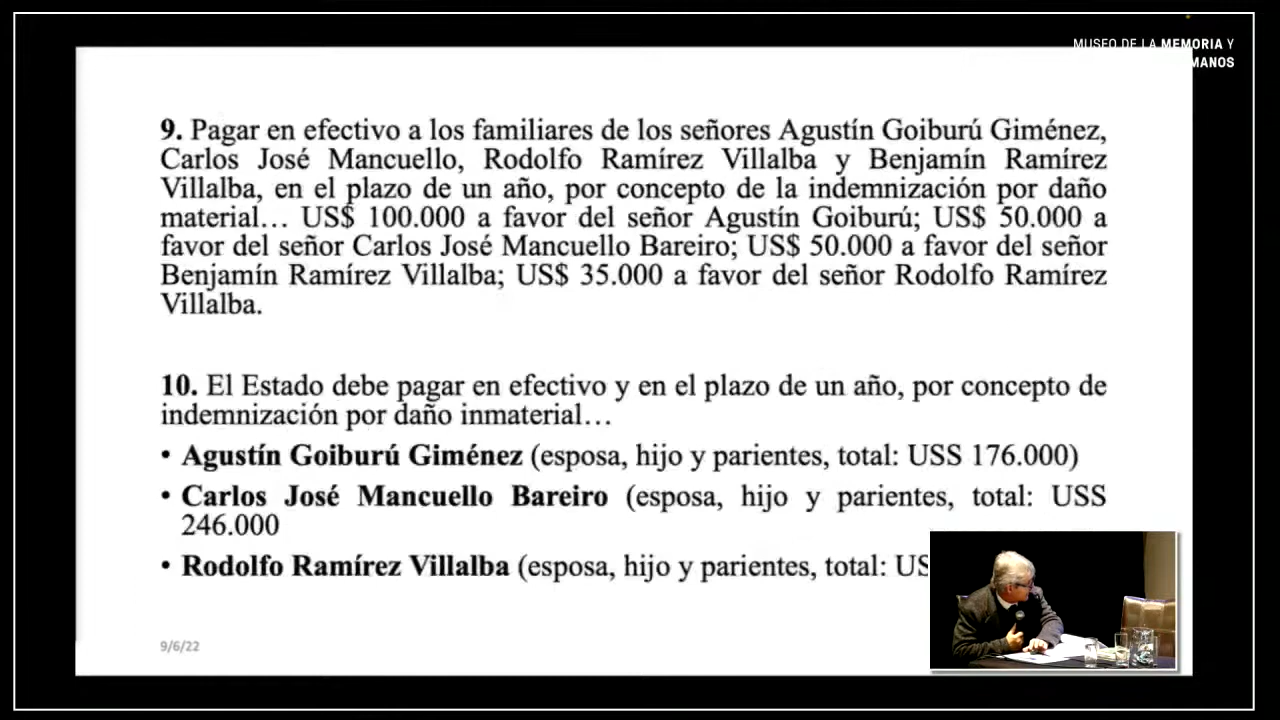 MUSEO DE LA MEMORIA Y
MANOS
9. Pagar en efectivo a los familiares de los señores Agustín Goiburú Giménez,
Carlos José Mancuello, Rodolfo Ramírez Villalba y Benjamín Ramírez
Villalba, en el plazo de un año, por concepto de la indemnización por daño
material… US$ 100.000 a favor del señor Agustín Goiburú; US$ 50.000 a
favor del señor Carlos José Mancuello Bareiro; US$ 50.000 a favor del señor
Benjamín Ramírez Villalba; US$ 35.000 a favor del señor Rodolfo Ramírez
Villalba.
10. El Estado debe pagar en efectivo y en el plazo de un año, por concepto de
indemnización por daño inmaterial…
• Agustín Goiburú Giménez (esposa, hijo y parientes, total: USS 176.000)
• Carlos José Mancuello Bareiro (esposa, hijo y parientes, total: USS
246.000
• Rodolfo Ramírez Villalba (esposa, hijo y parientes, total: US
9/6/22